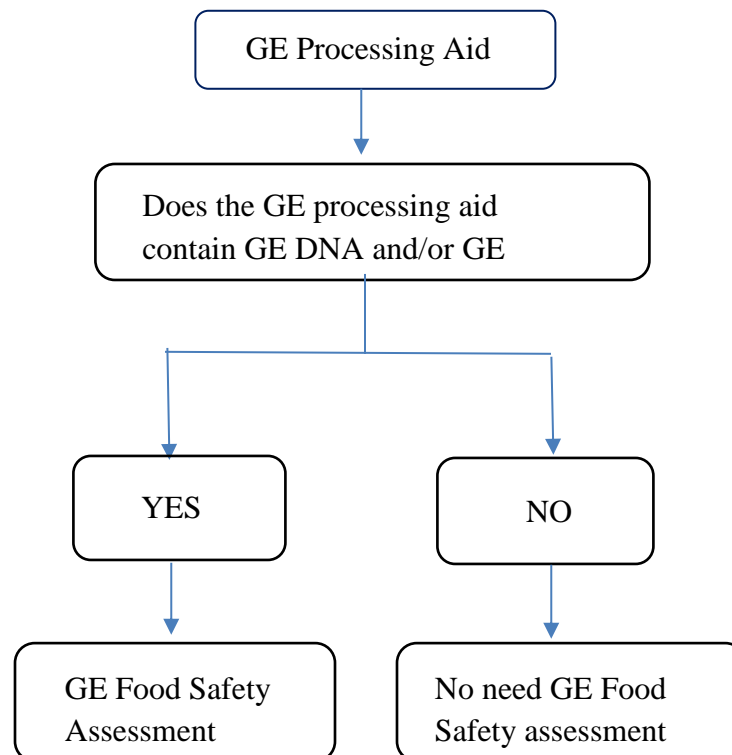 GE Processing Aid
Does the GE processing aid
contain GE DNA and/or GE
YES
NO
GE Food Safety
Assessment
No need GE Food
Safety assessment